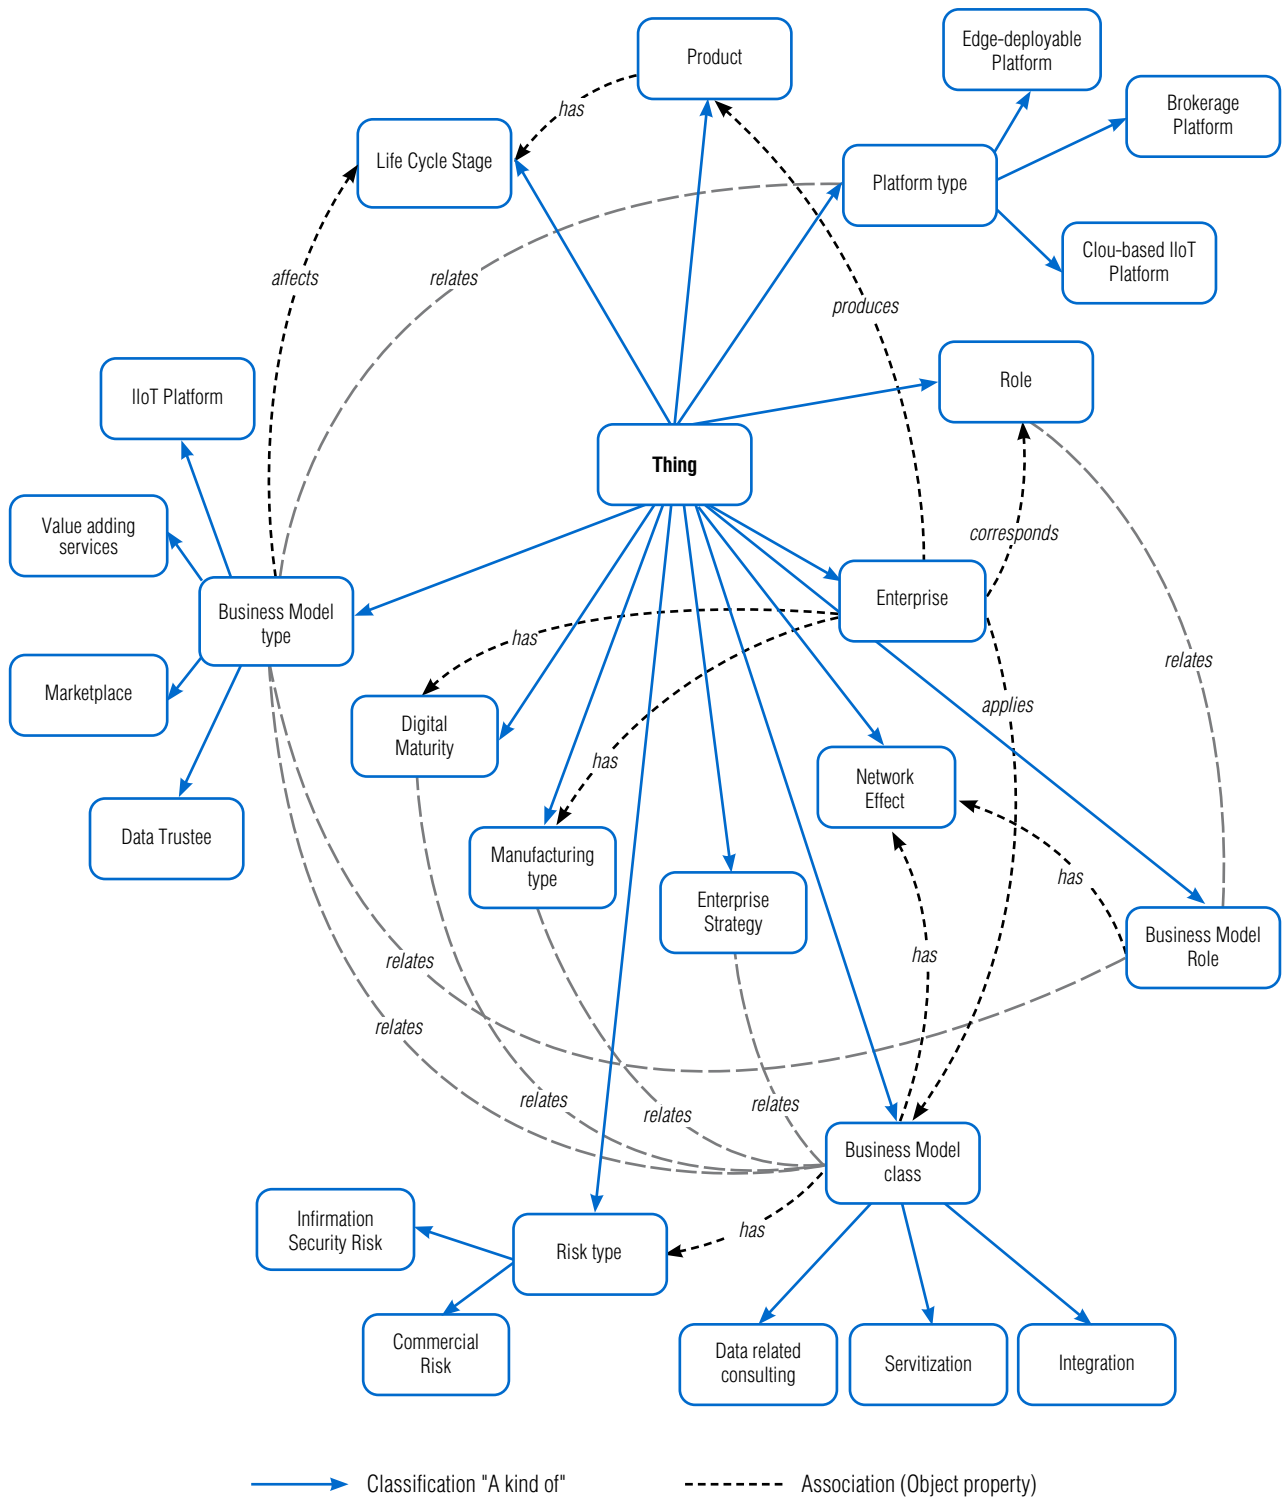 Edge-deployable
Platform
Product
Brokerage
Platform
has
Life Cycle Stage
Platform type
Clou-based IIoT
Platform
affects
relates
produces
IIoT Platform
Role
Thing
Value adding
services
corresponds
Business Model
type
Enterprise
has
relates
Marketplace
applies
Digital
Maturity
has
Network
Effect
Data Trustee
Manufacturing
type
has
Enterprise
Strategy
Business Model
Role
relates
has
relates
relates
relates
relates
Business Model
class
Infirmation
Security Risk
has
Risk type
Commercial
Risk
Data related
consulting
Servitization
Integration
Classification "A kind of"
Association (Object property)